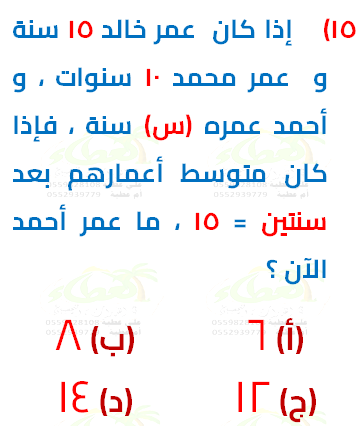 ١٥) إذا كان عمر خالد ١٥ سنة
و عمر محمد ١٠ سنوات ، و
أحمد عمره (س) سنة ، فإذا
كان متوسط أعمارهم بعد
سنتين = ١٥ ، ما عمر أحمد
الآن ؟
(أ) ٦ (ب) ٨
(ج) ١٢ (د) ١٤